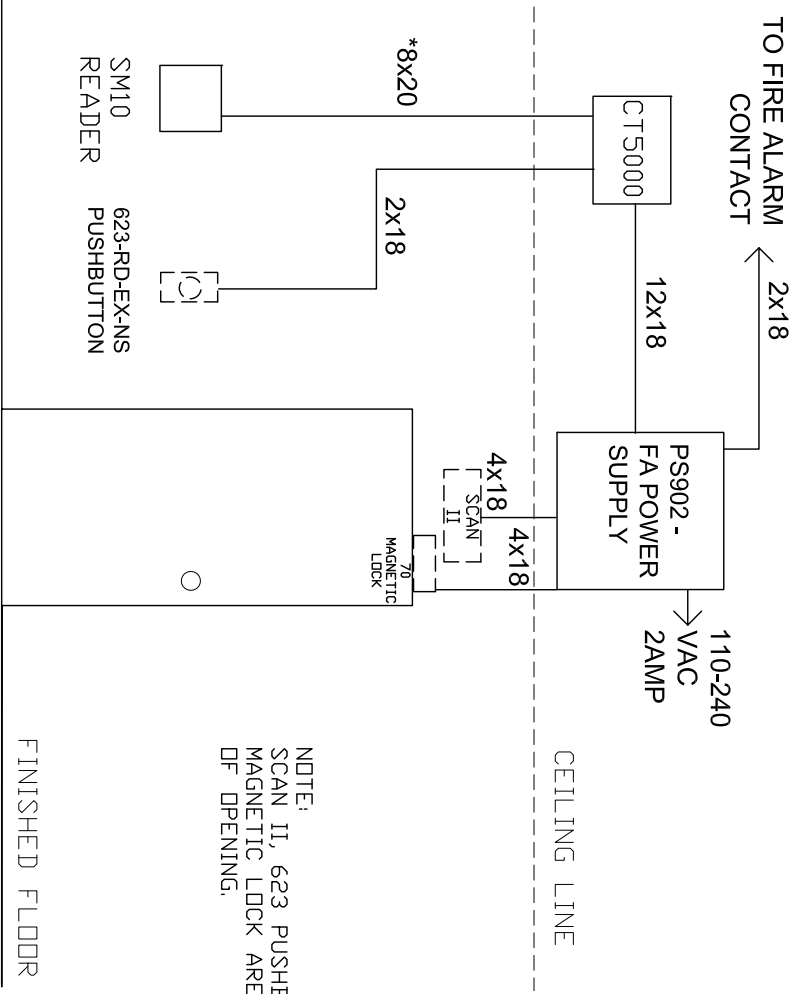 TO FIRE ALARM
CONTACT
2x18
CT5000
12x18
PS902 -
FA POWER
SUPPLY
110-240
VAC
2AMP
CEILING LINE
*8x20
2x18
4x18
4x18
SCAN
II
70
MAGNETIC
LOCK
SM10
READER
623-RD-EX-NS
PUSHBUTTON
NOTE:
SCAN II, 623 PUSHB
MAGNETIC LOCK ARE
OF OPENING.
FINISHED FLOOR